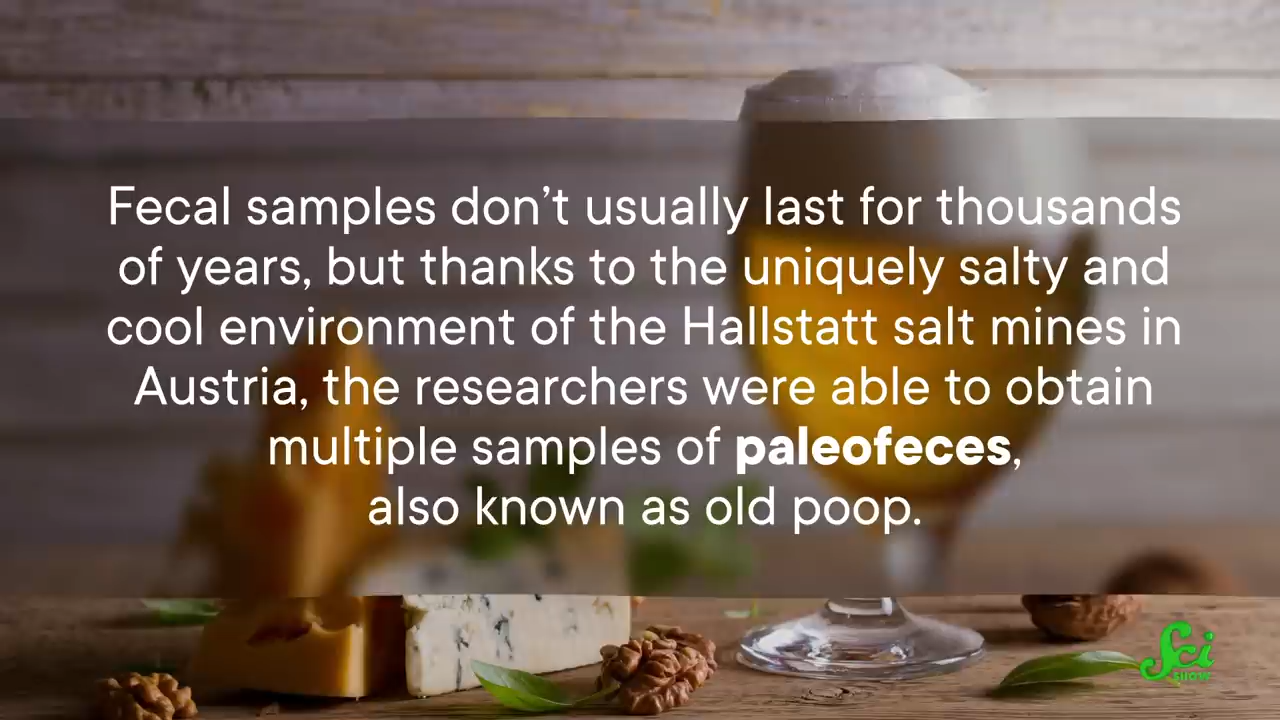 Fecal samples don’t usually last for thousands
of years, but thanks to the uniquely salty and
cool environment of the Hallstatt salt mines in
Austria, the researchers were able to obtain
multiple samples of paleofeces,
also known as old poop.
Sci
SHOW